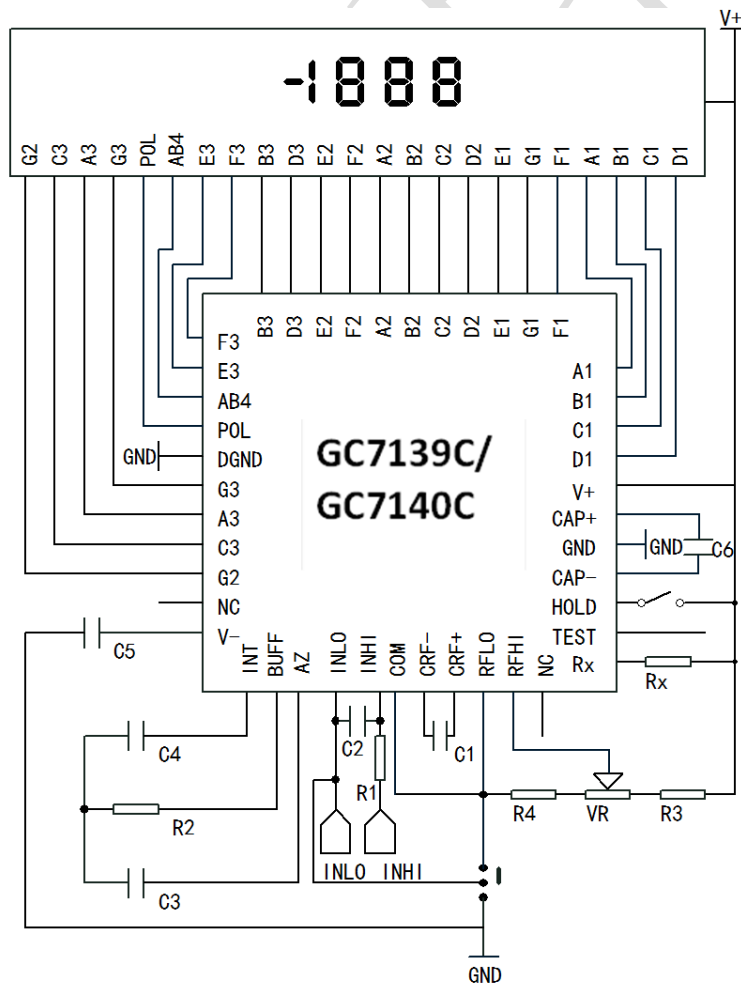 V+
-1888
G2 C3 A3 G3 POL AB4 E3 F3 B3 D3 E2 F2 A2 B2 C2 D2 E1 G1 F1 A1 B1 C1 D1
B3 D3 E2 F2 A2 B2 C2 D2 E1 G1 F1
F3
E3 A1
AB4 B1
POL C1
GND DGND D1
G3 V+
A3 CAP+
C3 GND GND C6
G2 CAP-
NC HOLD
V- TEST
C5 Rx Rx
GC7139C/
GC7140C
INT BUFF AZ INLO INHI COM CRF- CRF+ RFLO RFHI NC
C4 C2 C1
R1
R2 R4 VR R3
C3 INLO INHI
GND